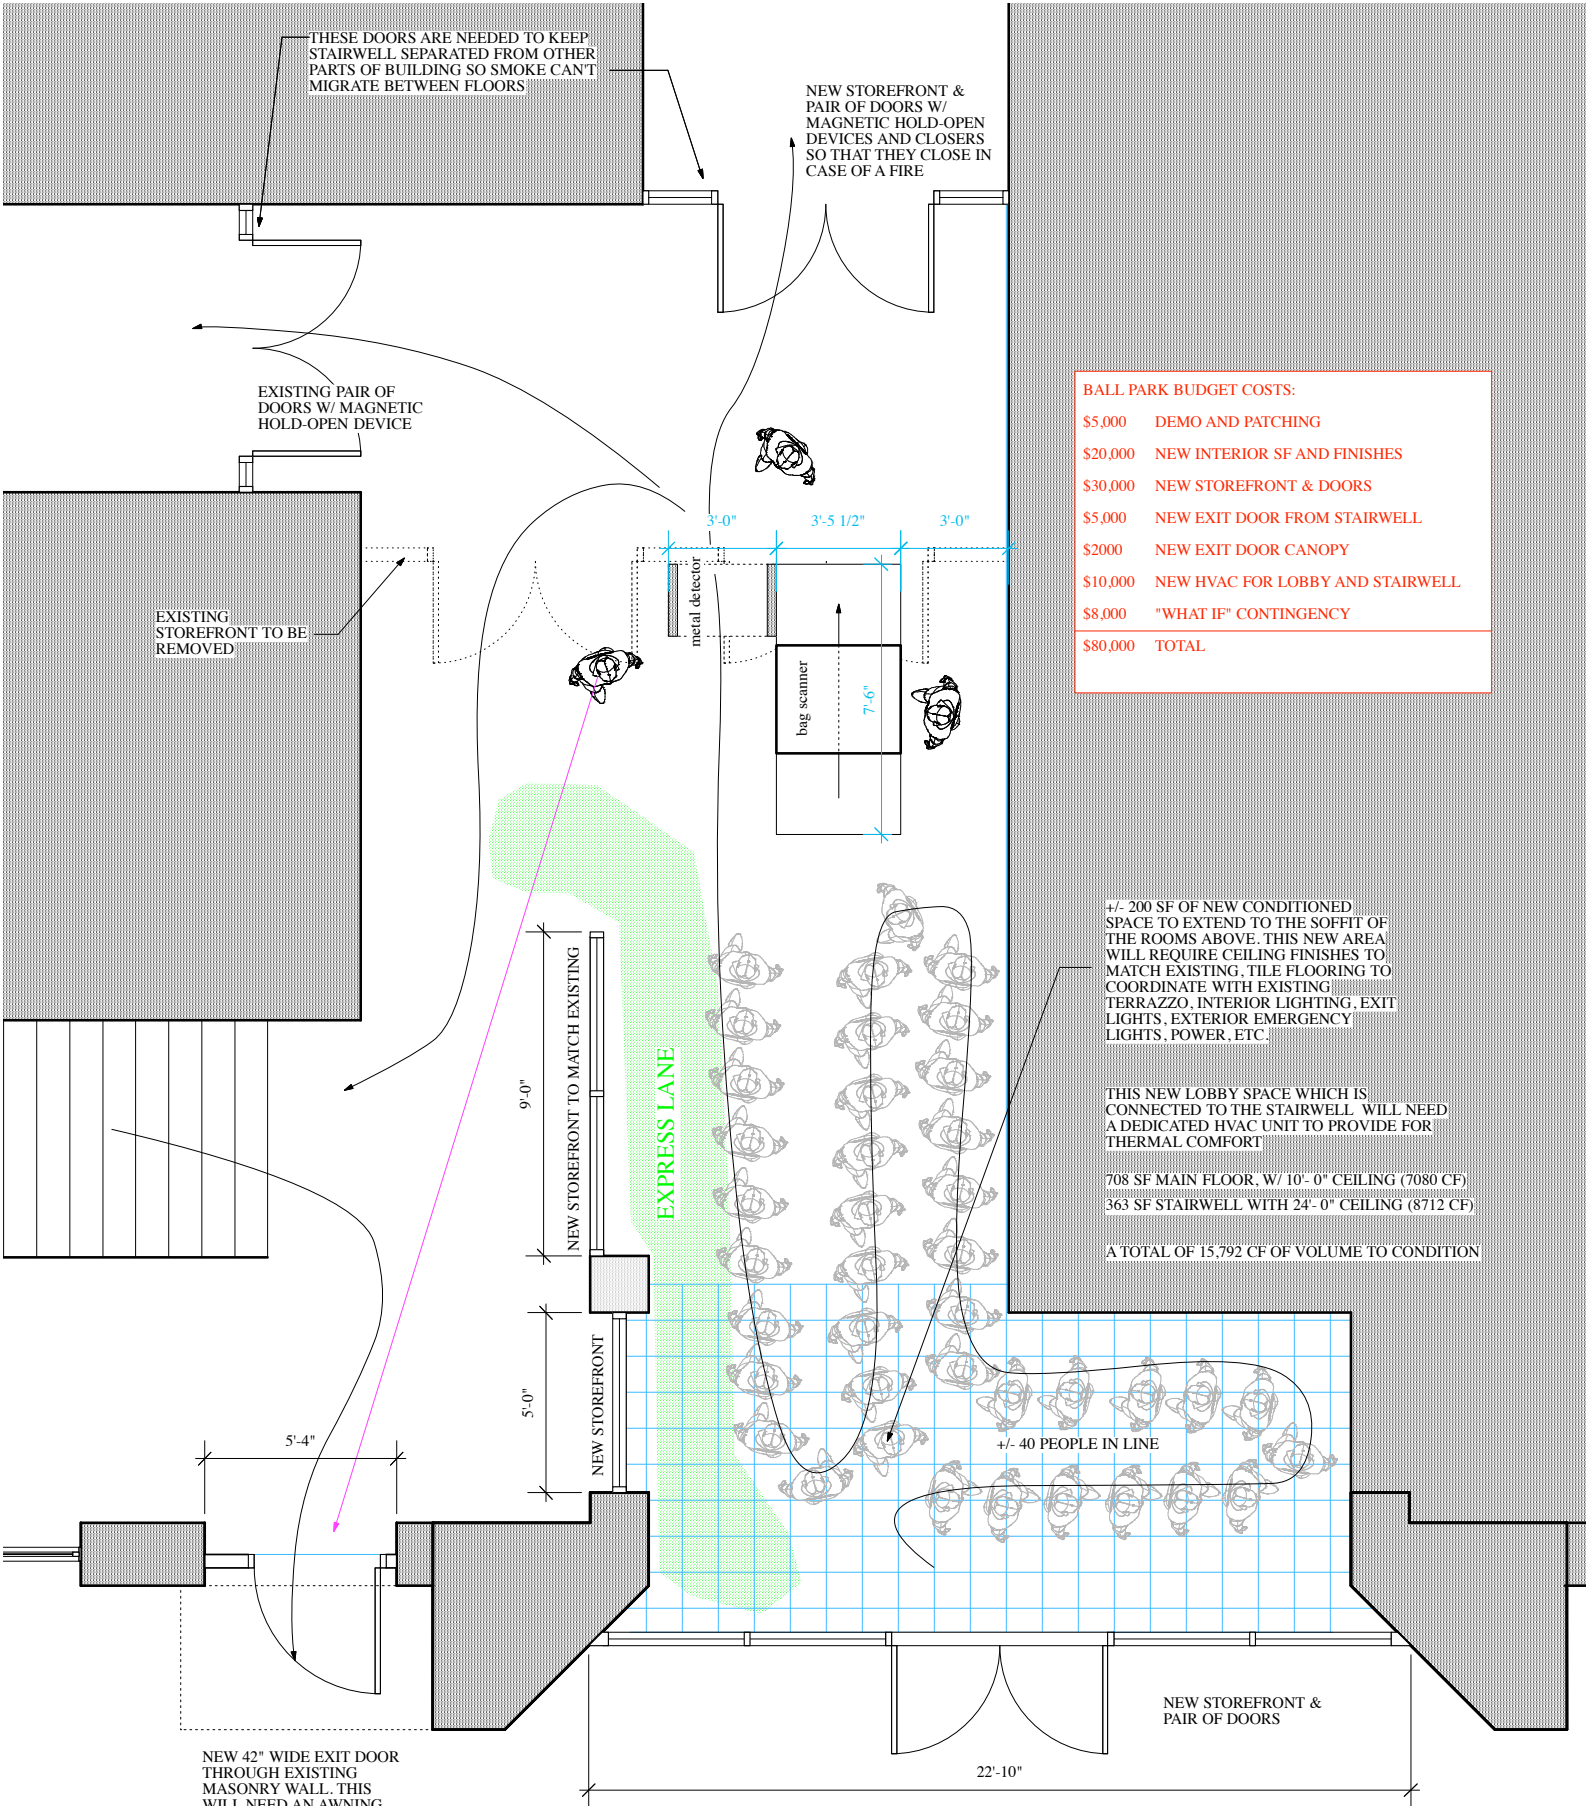 THESE DOORS ARE NEEDED TO KEEP
STAIRWELL SEPARATED FROM OTHER
PARTS OF BUILDING SO SMOKE CAN'T
MIGRATE BETWEEN FLOORS
NEW STOREFRONT &
PAIR OF DOORS W/
MAGNETIC HOLD-OPEN
DEVICES AND CLOSERS
SO THAT THEY CLOSE IN
CASE OF A FIRE
EXISTING PAIR OF
DOORS W/ MAGNETIC
HOLD-OPEN DEVICE
BALL PARK BUDGET COSTS:
$5,000 DEMO AND PATCHING
$20,000 NEW INTERIOR SF AND FINISHES
$30,000 NEW STOREFRONT & DOORS
$5,000 NEW EXIT DOOR FROM STAIRWELL
$2000 NEW EXIT DOOR CANOPY
$10,000 NEW HVAC FOR LOBBY AND STAIRWELL
$8,000 "WHAT IF" CONTINGENCY
$80,000 TOTAL
3'-0"
3'-5 1/2"
3'-0"
metal detector
bag scanner
7'-6"
EXISTING
STOREFRONT TO BE
REMOVED
+/- 200 SF OF NEW CONDITIONED
SPACE TO EXTEND TO THE SOFFIT OF
THE ROOMS ABOVE. THIS NEW AREA
WILL REQUIRE CEILING FINISHES TO
MATCH EXISTING, TILE FLOORING TO
COORDINATE WITH EXISTING
TERRAZZO, INTERIOR LIGHTING, EXIT
LIGHTS, EXTERIOR EMERGENCY
LIGHTS, POWER, ETC.
THIS NEW LOBBY SPACE WHICH IS
CONNECTED TO THE STAIRWELL WILL NEED
A DEDICATED HVAC UNIT TO PROVIDE FOR
THERMAL COMFORT
708 SF MAIN FLOOR, W/ 10'- 0" CEILING (7080 CF)
363 SF STAIRWELL WITH 24'- 0" CEILING (8712 CF)
A TOTAL OF 15,792 CF OF VOLUME TO CONDITION
9'-0"
NEW STOREFRONT TO MATCH EXISTING
EXPRESS LANE
5'-0"
NEW STOREFRONT
5'-4"
+/- 40 PEOPLE IN LINE
NEW STOREFRONT &
PAIR OF DOORS
22'-10"
NEW 42" WIDE EXIT DOOR
THROUGH EXISTING
MASONRY WALL. THIS
WILL NEED AN AWNING